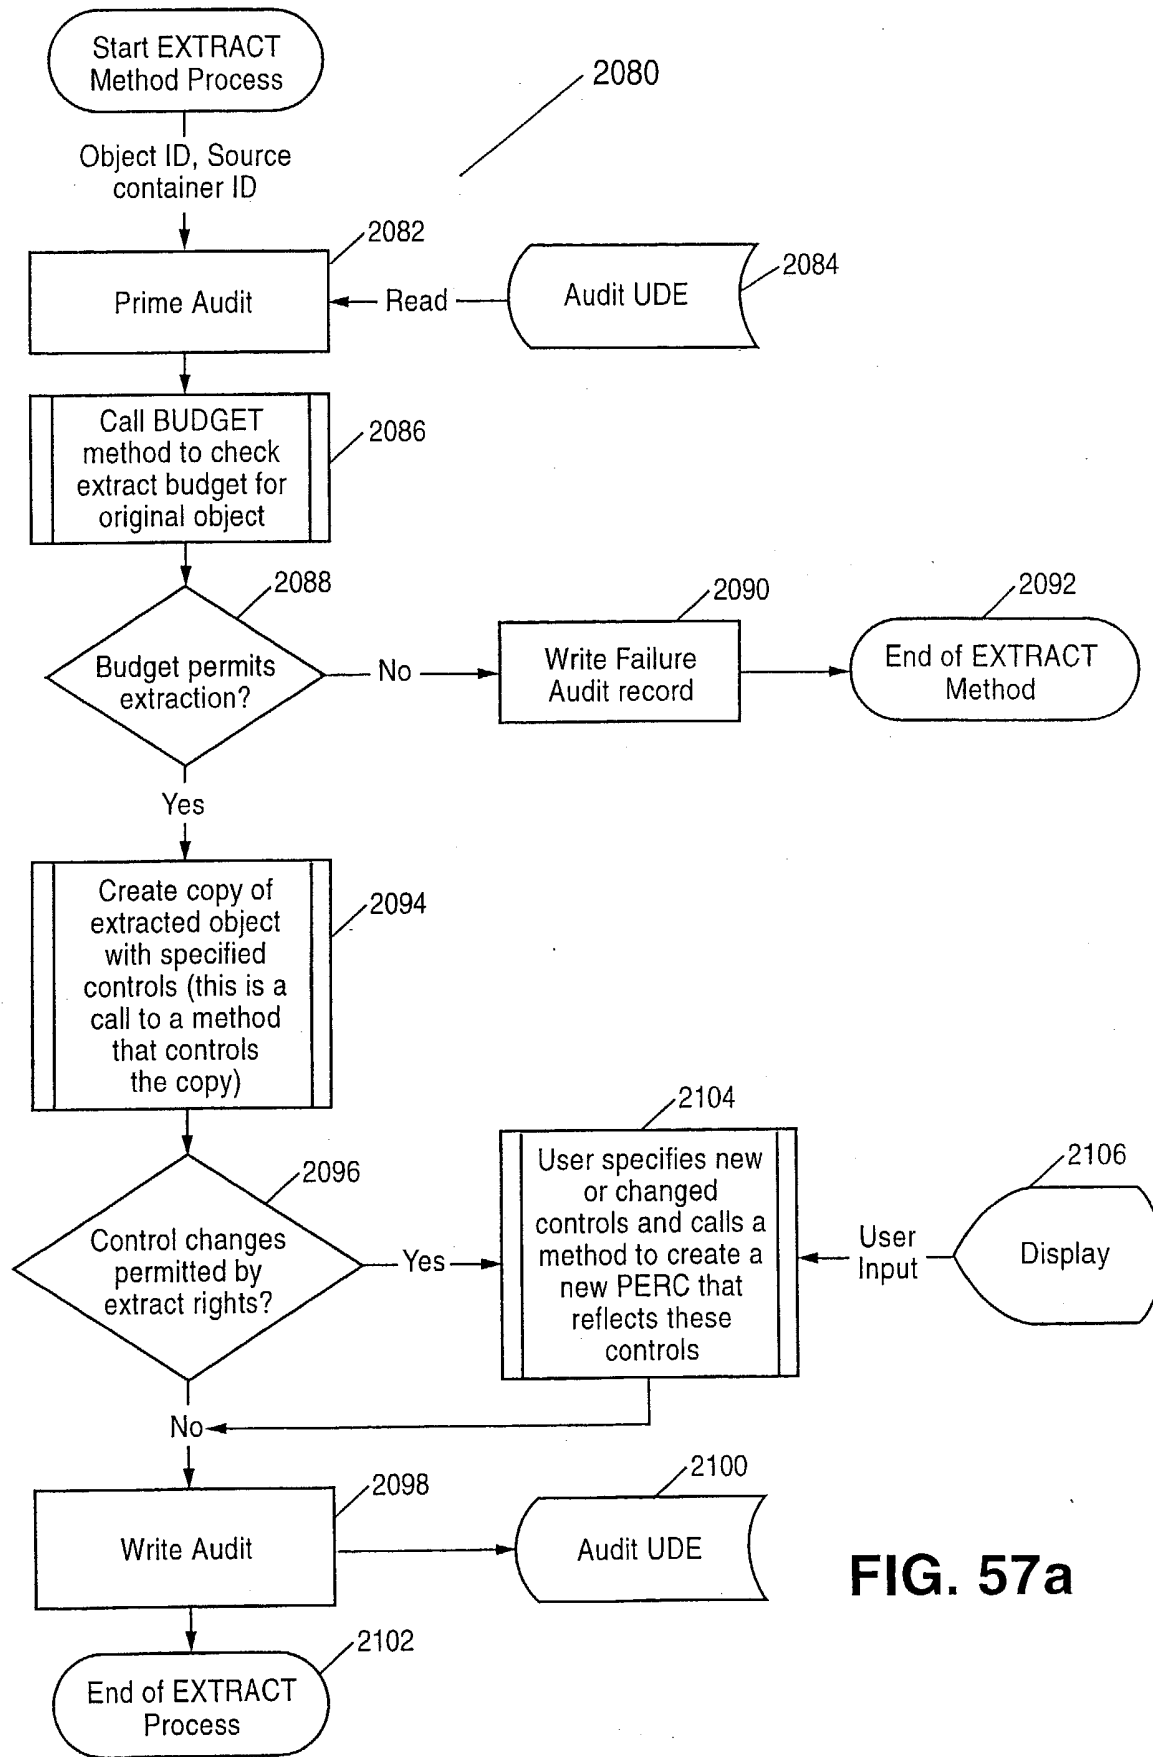 Start EXTRACT
Method Process
2080
Object ID, Source
container ID
2082
Prime Audit
Read
Audit UDE
2084
Call BUDGET
method to check
extract budget for
original object
2086
2088
Budget permits
extraction?
No
2090
Write Failure
Audit record
2092
End of EXTRACT
Method
Yes
Create copy of
extracted object
with specified
controls (this is a
call to a method
that controls
the copy)
2094
2096
Control changes
permitted by
extract rights?
Yes
2104
User specifies new
or changed
controls and calls a
method to create a
new PERC that
reflects these
controls
User
Input
2106
Display
No
2098
Write Audit
2100
Audit UDE
FIG. 57a
2102
End of EXTRACT
Process